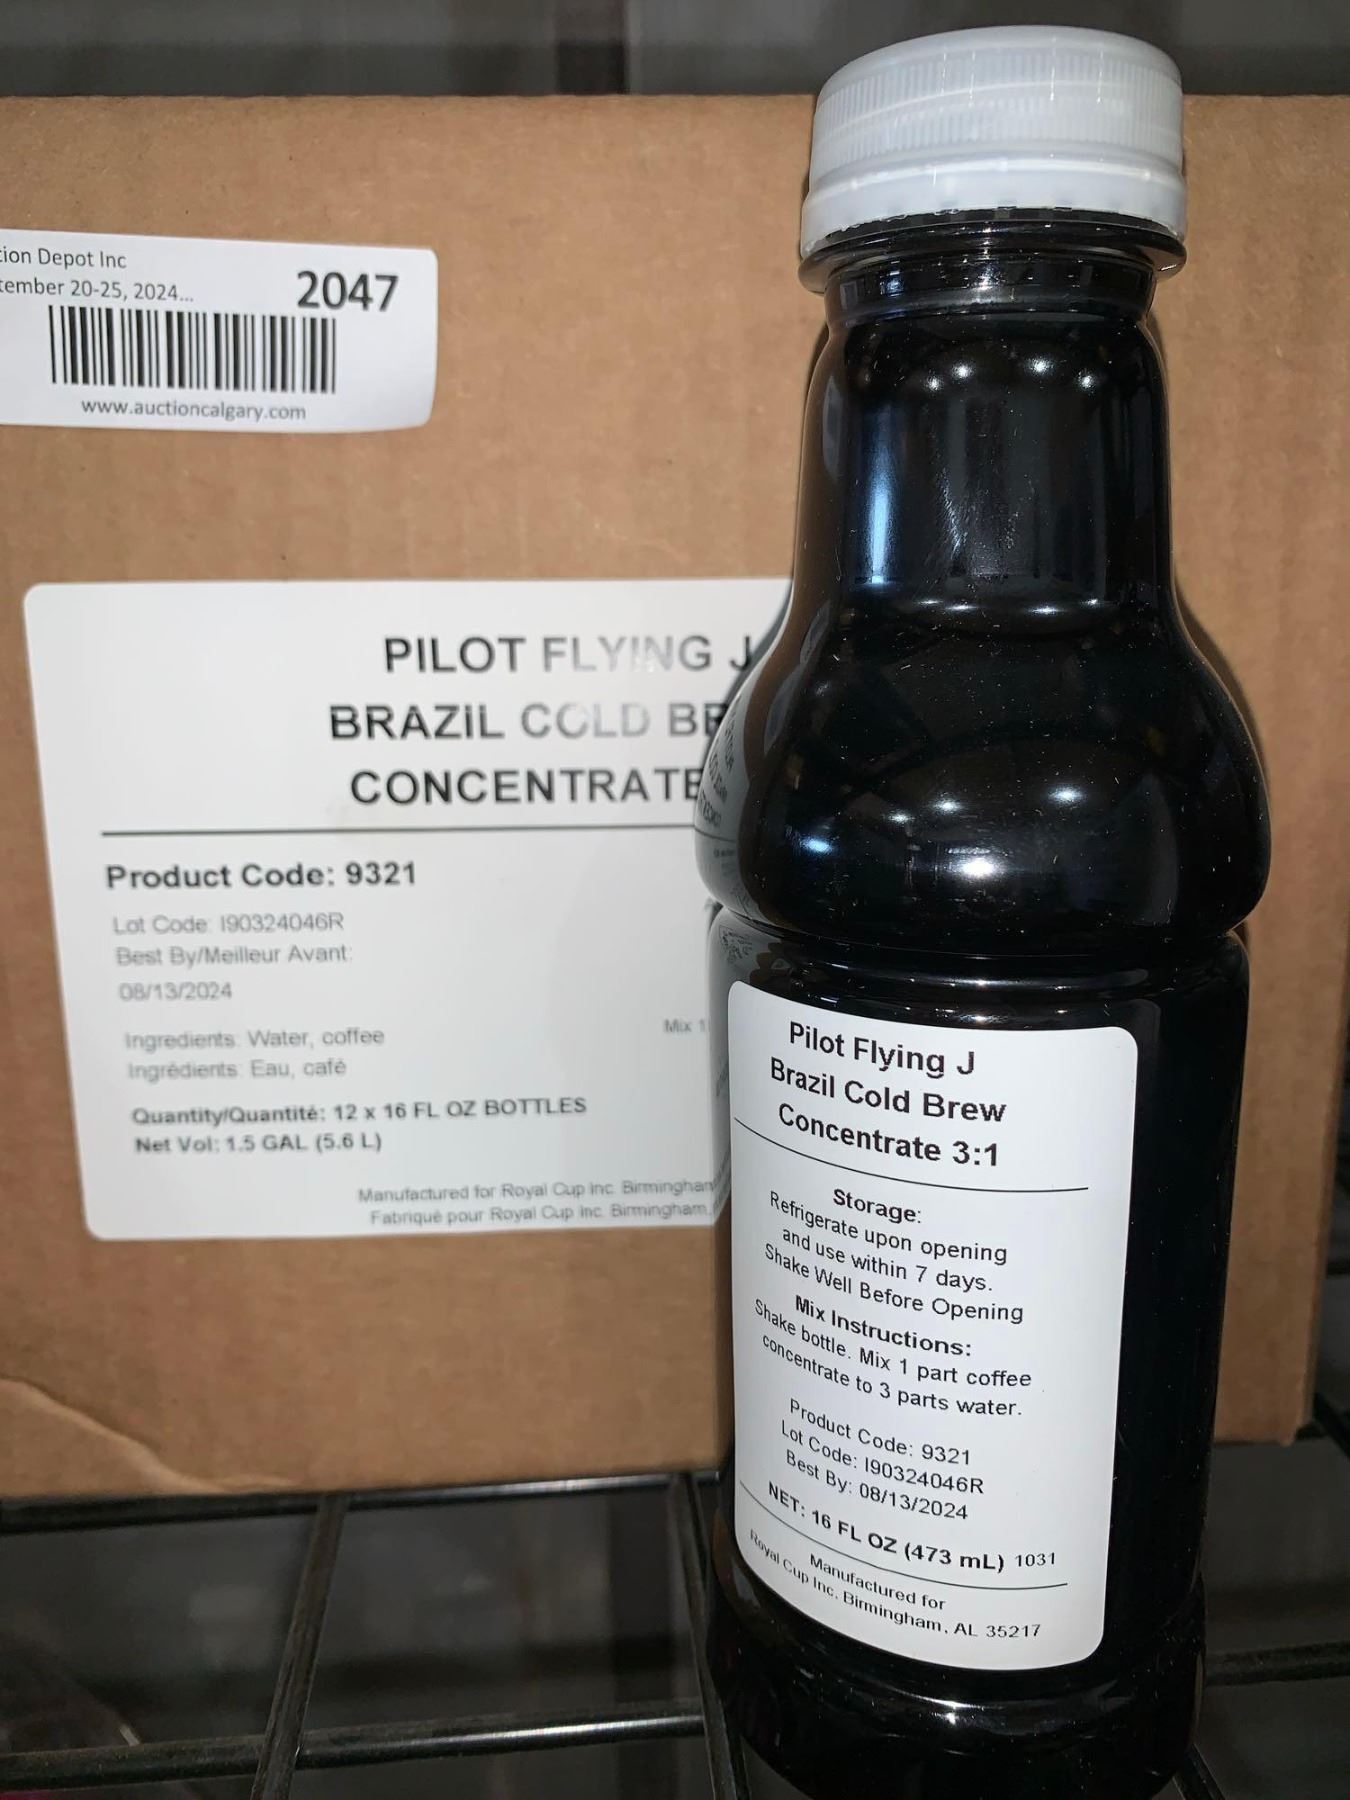 tion Depot Inc
tember 20-25, 2024...
2047
www.auctioncalgary.com
PILOT FLYING J
BRAZIL COLD BR
CONCENTRATE
Product Code: 9321
Lot Code: I90324046R
Best By/Meilleur Avant:
08/13/2024
Ingredients: Water, coffee
Mix 1
Ingrédients: Eau, café
Quantity/Quantité: 12 x 16 FL OZ BOTTLES
Net Vol: 1.5 GAL (5.6 L)
Manufactured for Royal Cup Inc. Birmingham
Fabriqué pour Royal Cup Inc. Birmingham,
Pilot Flying J
Brazil Cold Brew
Concentrate 3:1
Storage:
Refrigerate upon opening
and use within 7 days.
Shake Well Before Opening
Mix Instructions:
Shake bottle. Mix 1 part coffee
concentrate to 3 parts water.
Product Code: 9321
Lot Code: I90324046R
Best By: 08/13/2024
NET: 16 FL OZ (473 mL) 1031
Manufactured for
Royal Cup Inc. Birmingham, AL 35217